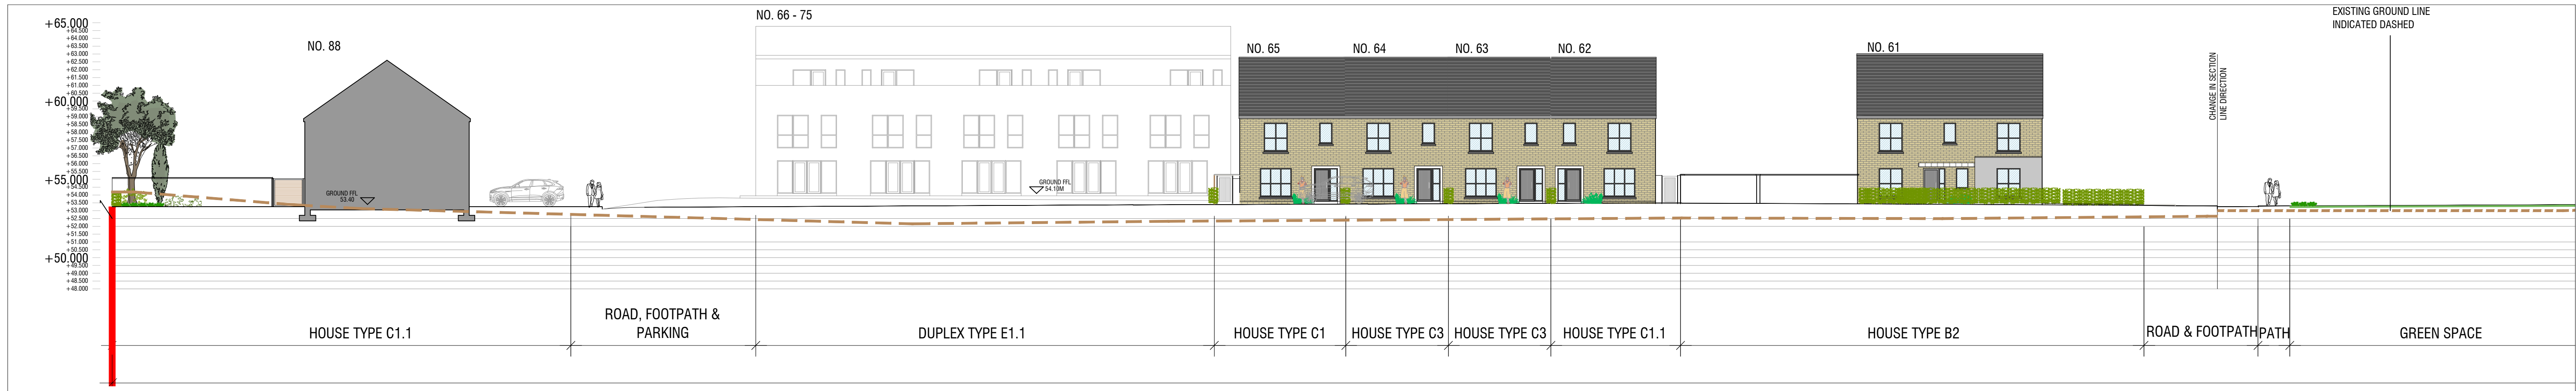 +65.000
+64.500
+64.000
+63.500
+63.000
+62.500
+62.000
+61.500
+61.000
+60.500
+60.000
+59.500
+59.000
+58.500
+58.000
+57.500
+57.000
+56.500
+56.000
+55.500
+55.000
+54.500
+54.000
+53.500
+53.000
+52.500
+52.000
+51.500
+51.000
+50.500
+50.000
+49.500
+49.000
+48.500
+48.000
NO. 88
GROUND FFL
53.40
NO. 66 - 75
GROUND FFL
54.10M
NO. 65
NO. 64
NO. 63
NO. 62
NO. 61
CHANGE IN SECTION
LINE DIRECTION
EXISTING GROUND LINE
INDICATED DASHED
HOUSE TYPE C1.1
ROAD, FOOTPATH &
PARKING
DUPLEX TYPE E1.1
HOUSE TYPE C1
HOUSE TYPE C3
HOUSE TYPE C3
HOUSE TYPE C1.1
HOUSE TYPE B2
ROAD & FOOTPATH
PATH
GREEN SPACE